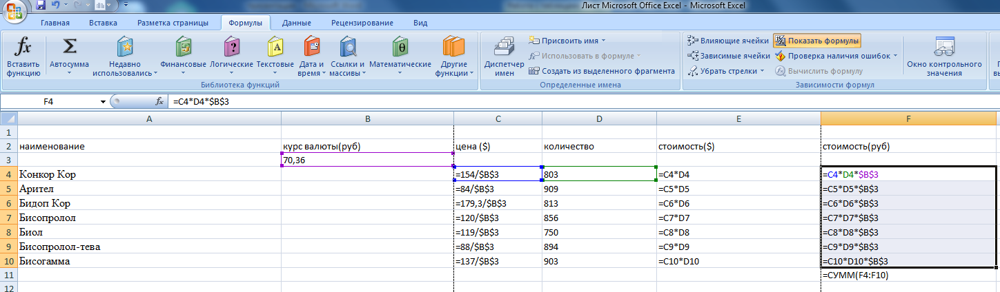 Лист Microsoft Office Excel - Microsoft Excel
Главная Вставка Разметка страницы Формулы Данные Рецензирование Вид
fx Вставить функцию
Σ Автосумма
Недавно использовались
Финансовые
? Логические
A Текстовые
Дата и время
Ссылки и массивы
θ Математические
Другие функции
Библиотека функций
Диспетчер имен
Присвоить имя
Использовать в формуле
Создать из выделенного фрагмента
Определенные имена
Влияющие ячейки
Зависимые ячейки
Убрать стрелки
Показать формулы
Проверка наличия ошибок
Вычислить формулу
Зависимости формул
Окно контрольного значения
F4 fx =C4*D4*$B$3
A B C D E F
1
2 наименование курс валюты(руб) цена ($) количество стоимость($) стоимость(руб)
3 70,36
4 Конкор Кор =154/$B$3 803 =C4*D4 =C4*D4*$B$3
5 Арител =84/$B$3 909 =C5*D5 =C5*D5*$B$3
6 Бидоп Кор =179,3/$B$3 813 =C6*D6 =C6*D6*$B$3
7 Бисопролол =120/$B$3 856 =C7*D7 =C7*D7*$B$3
8 Биол =119/$B$3 750 =C8*D8 =C8*D8*$B$3
9 Бисопролол-тева =88/$B$3 894 =C9*D9 =C9*D9*$B$3
10 Бисогамма =137/$B$3 903 =C10*D10 =C10*D10*$B$3
11 =СУММ(F4:F10)
12